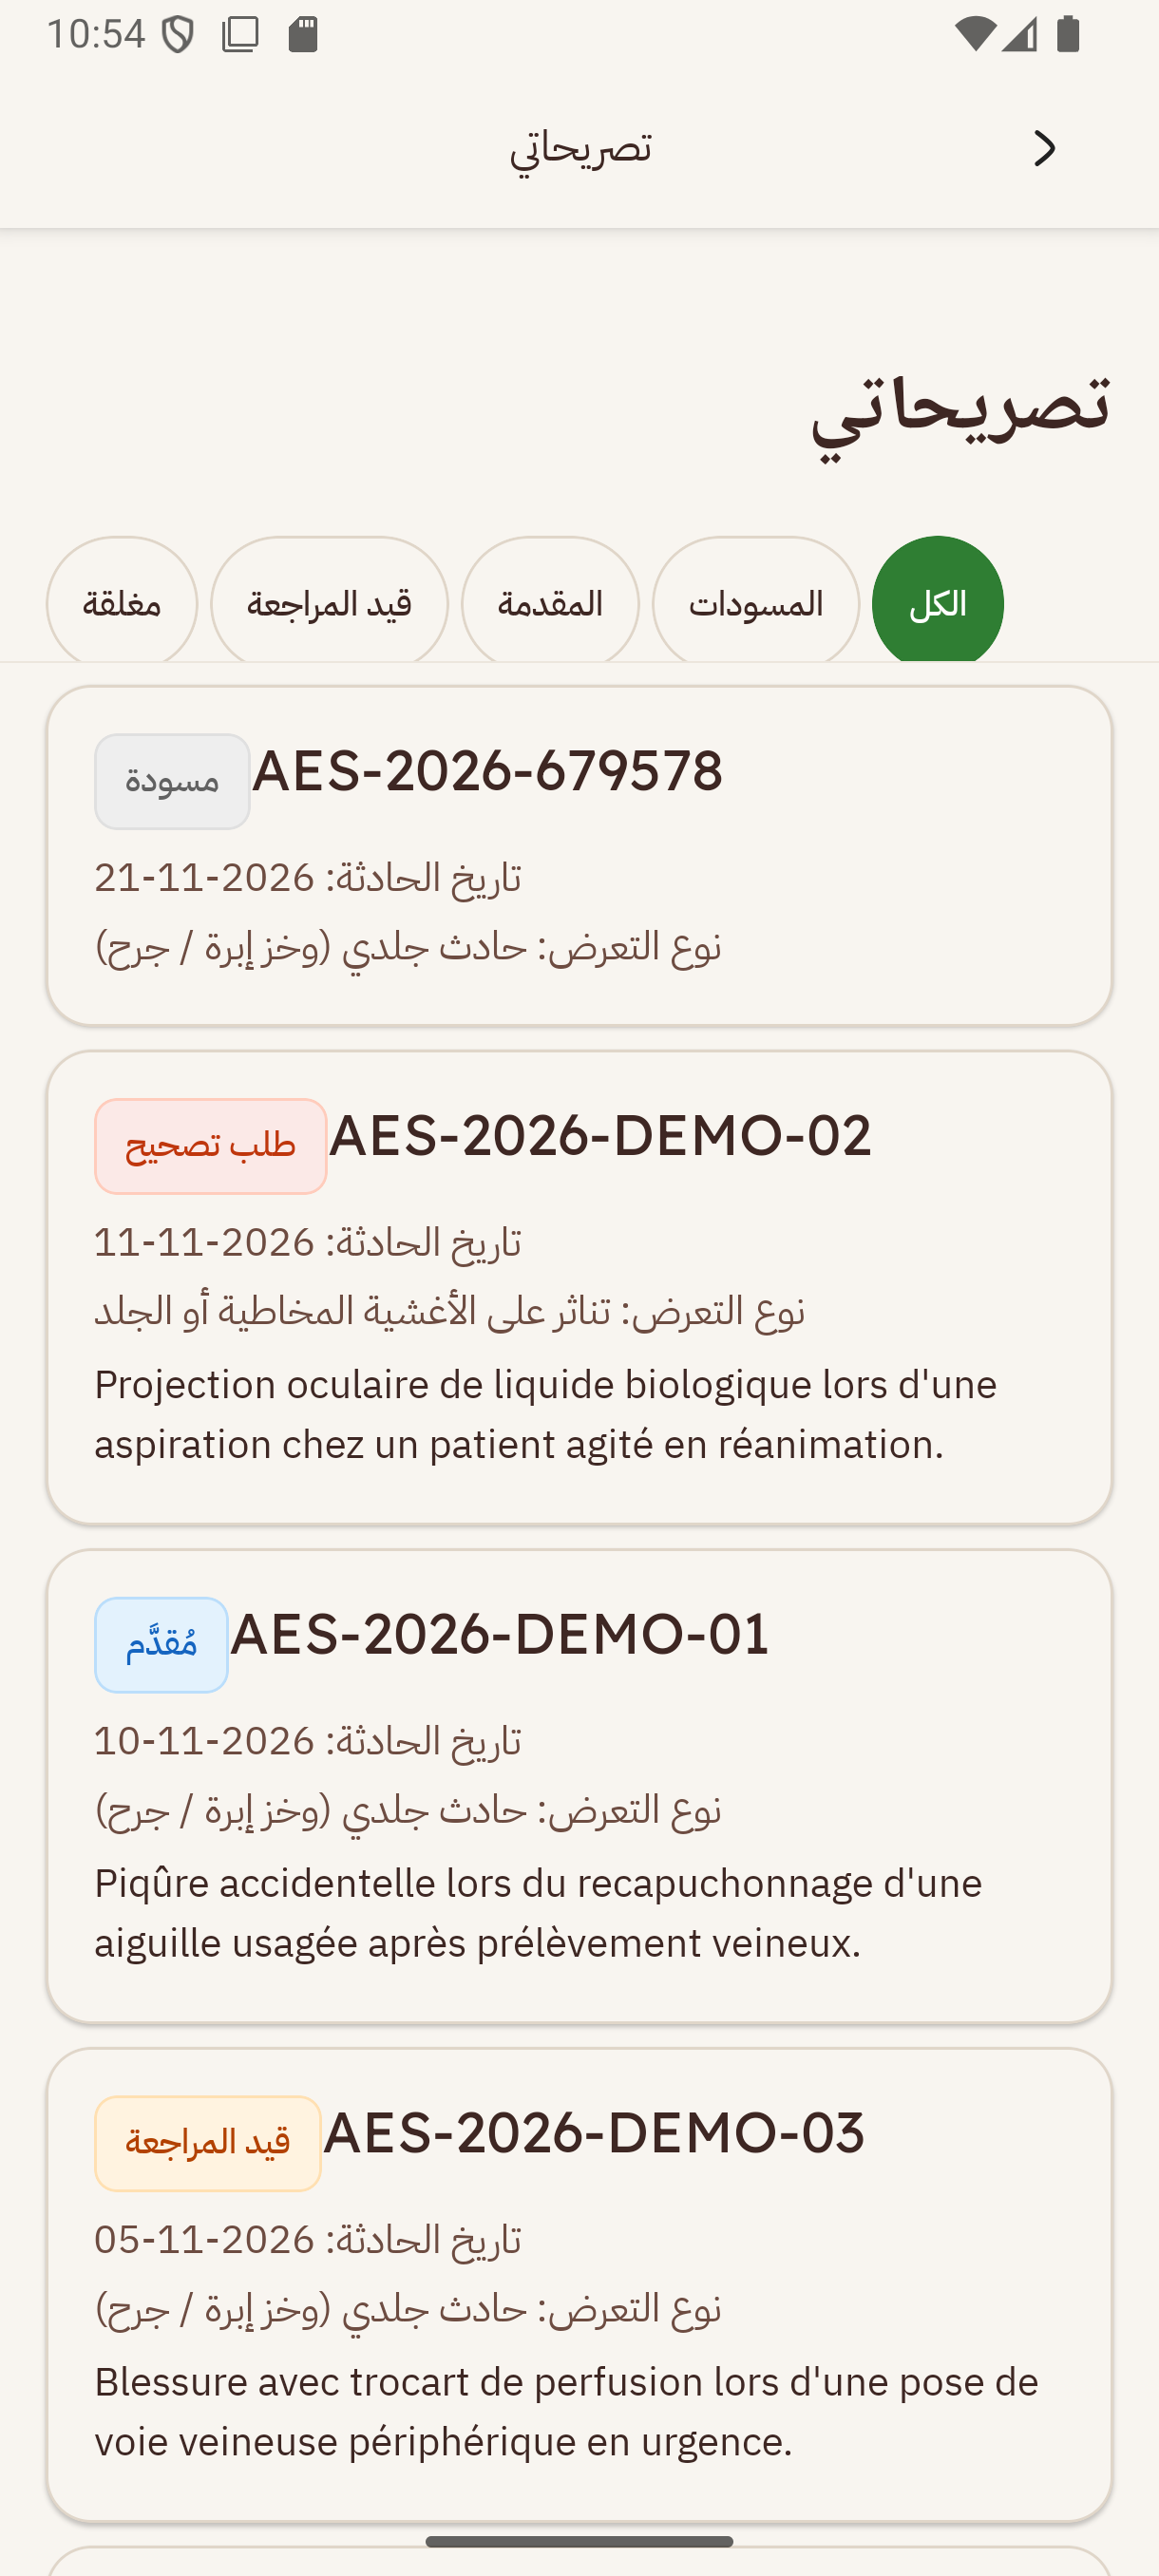 10:54
تصريحاتي
تصريحاتي
الكل
المسودات
المقدمة
قيد المراجعة
مغلقة
AES-2026-679578
مسودة
تاريخ الحادثة: 2026-11-21
نوع التعرض: حادث جلدي (وخز إبرة / جرح)
AES-2026-DEMO-02
طلب تصحيح
تاريخ الحادثة: 2026-11-11
نوع التعرض: تناثر على الأغشية المخاطية أو الجلد
Projection oculaire de liquide biologique lors d'une
aspiration chez un patient agité en réanimation.
AES-2026-DEMO-01
مُقدَّم
تاريخ الحادثة: 2026-11-10
نوع التعرض: حادث جلدي (وخز إبرة / جرح)
Piqûre accidentelle lors du recapuchonnage d'une
aiguille usagée après prélèvement veineux.
AES-2026-DEMO-03
قيد المراجعة
تاريخ الحادثة: 2026-11-05
نوع التعرض: حادث جلدي (وخز إبرة / جرح)
Blessure avec trocart de perfusion lors d'une pose de
voie veineuse périphérique en urgence.